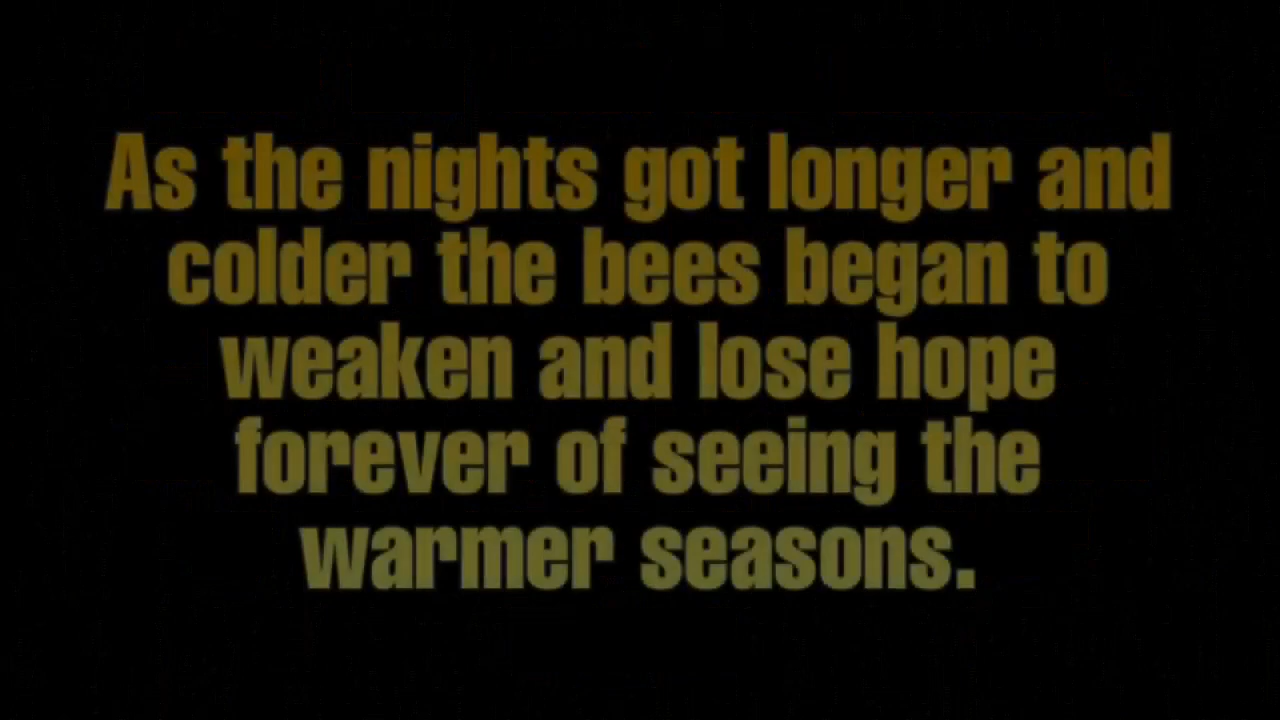 As the nights got longer and
colder the bees began to
weaken and lose hope
forever of seeing the
warmer seasons.